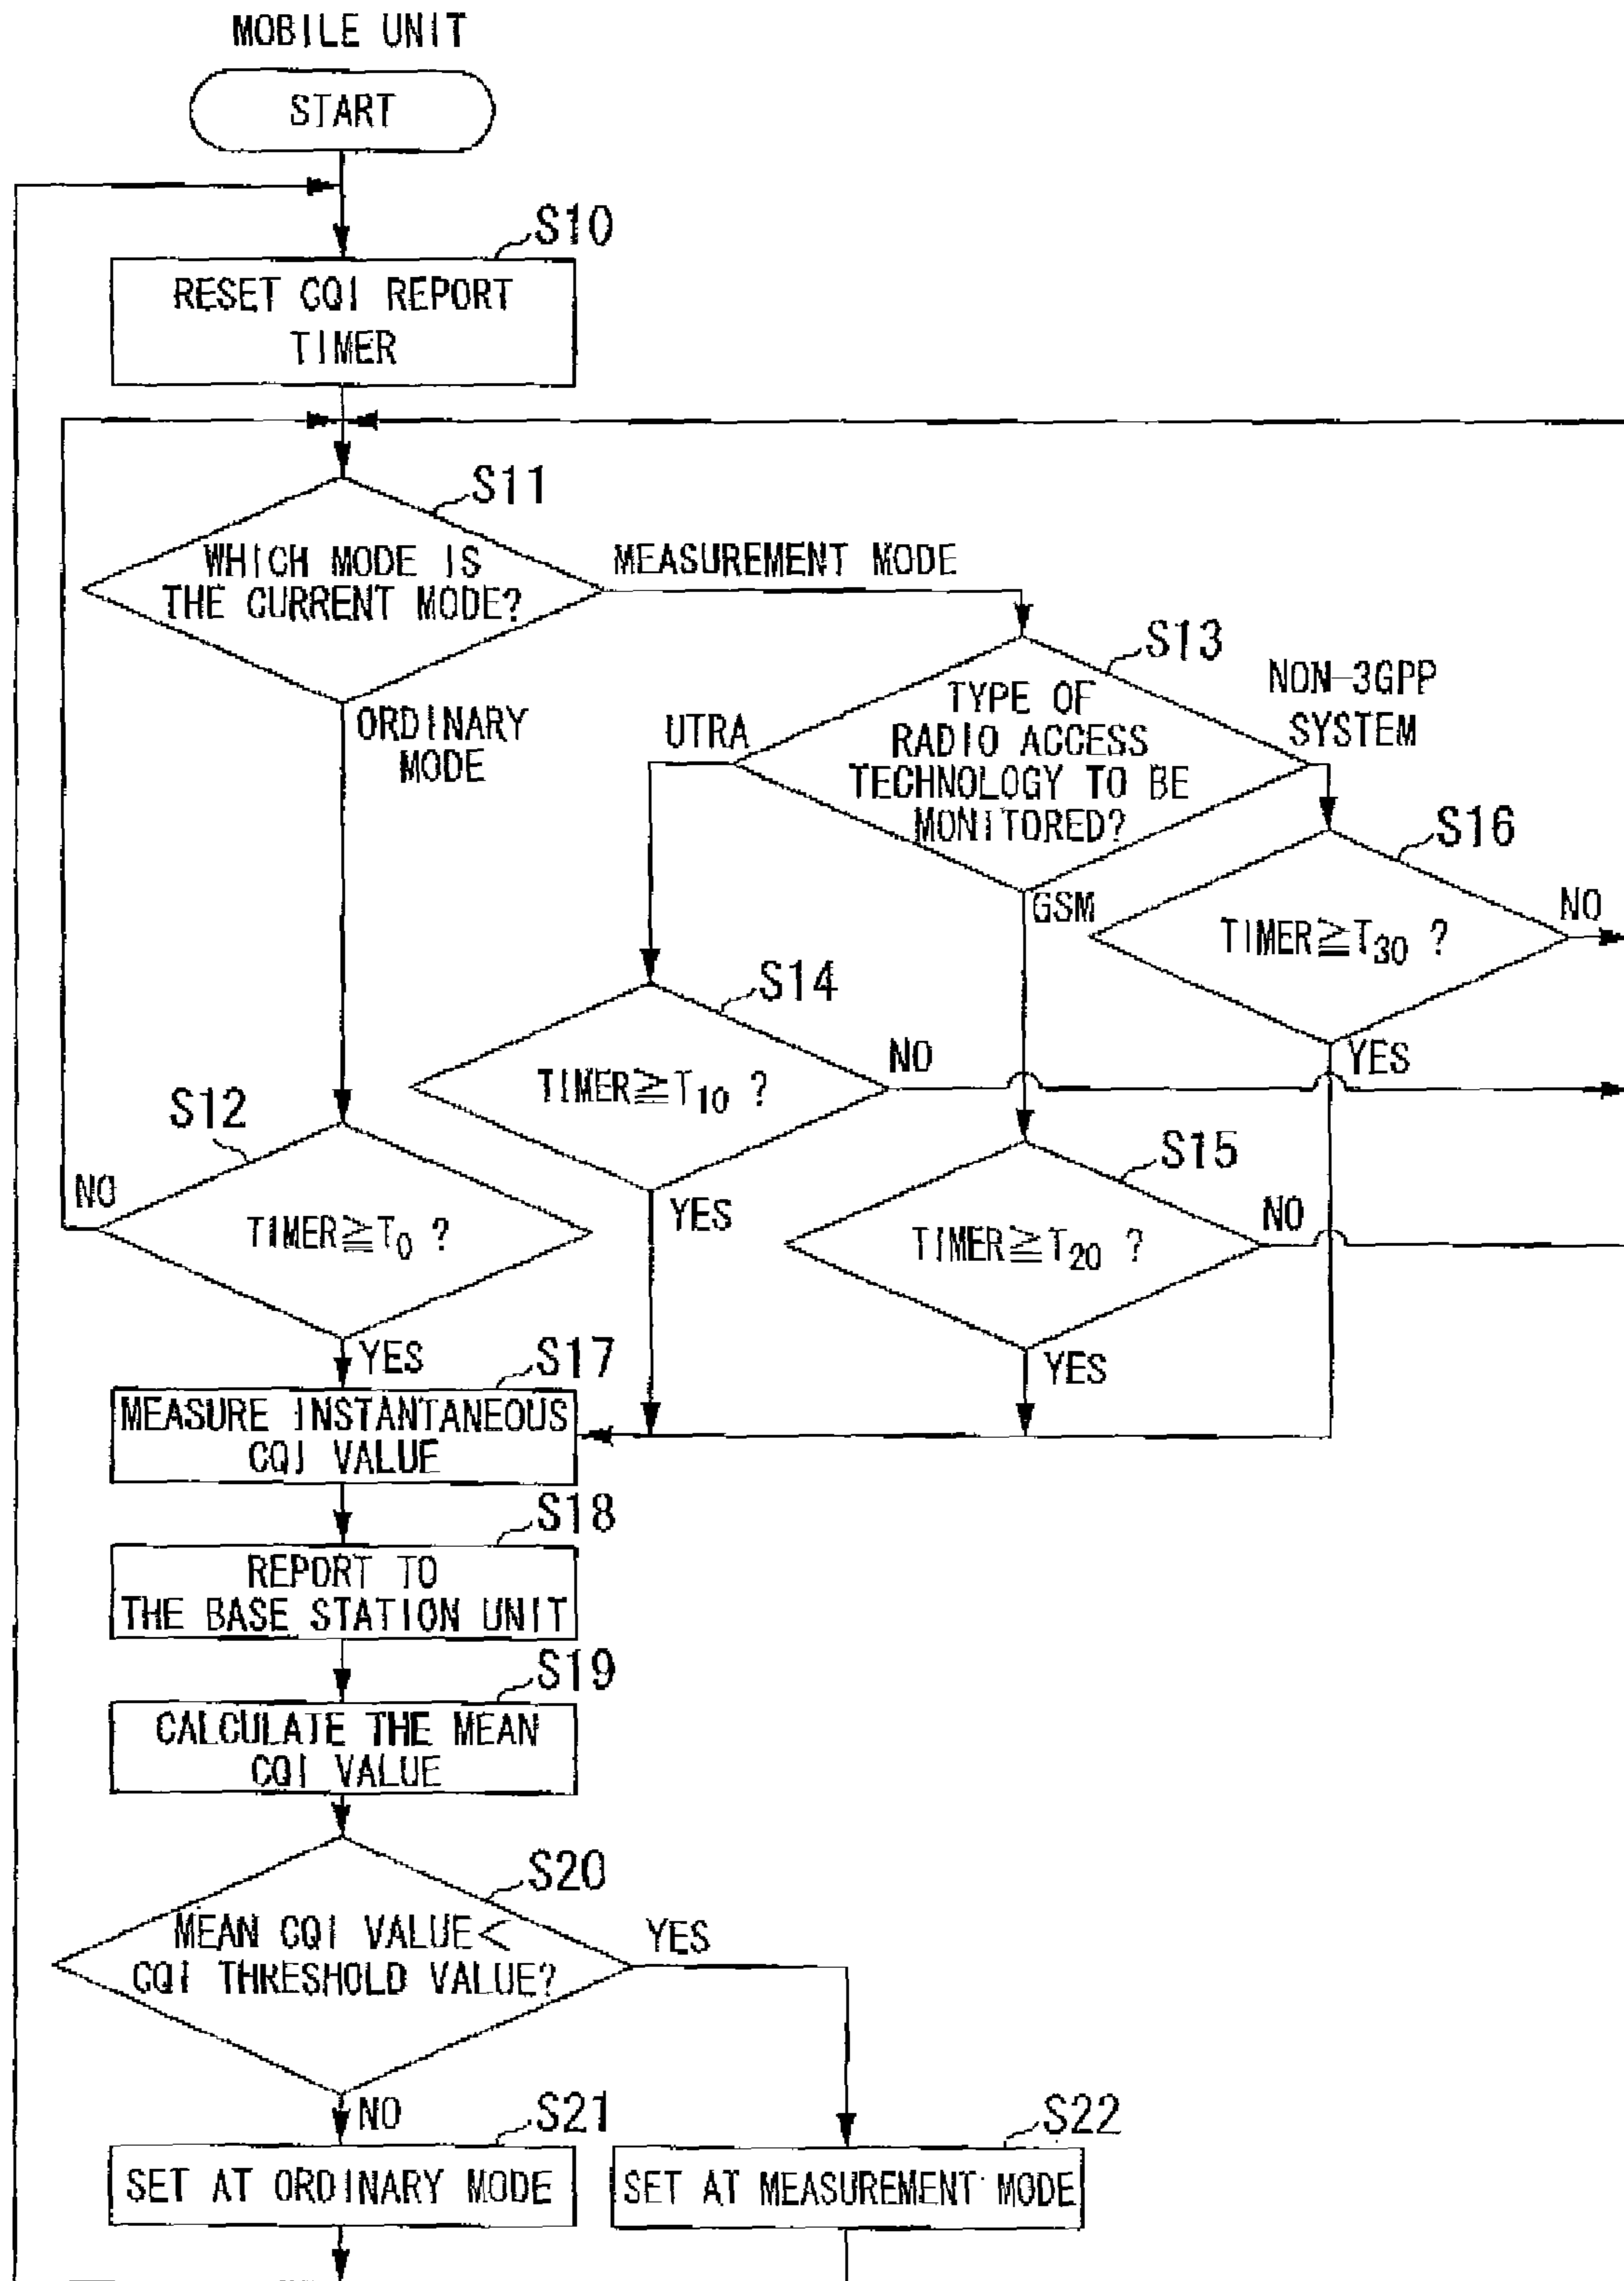 MOBILE UNIT
START
S10
RESET CQI REPORT
TIMER
S11
WHICH MODE IS
THE CURRENT MODE?
MEASUREMENT MODE
ORDINARY
MODE
S13
TYPE OF
RADIO ACCESS
TECHNOLOGY TO BE
MONITORED?
UTRA
NON-3GPP
SYSTEM
GSM
S16
TIMER≧T30 ?
NO
YES
S14
TIMER≧T10 ?
NO
YES
S12
TIMER≧T0 ?
NO
YES
S15
TIMER≧T20 ?
NO
YES
S17
MEASURE INSTANTANEOUS
CQI VALUE
S18
REPORT TO
THE BASE STATION UNIT
S19
CALCULATE THE MEAN
CQI VALUE
S20
MEAN CQI VALUE<
CQI THRESHOLD VALUE?
YES
NO
S21
SET AT ORDINARY MODE
S22
SET AT MEASUREMENT MODE